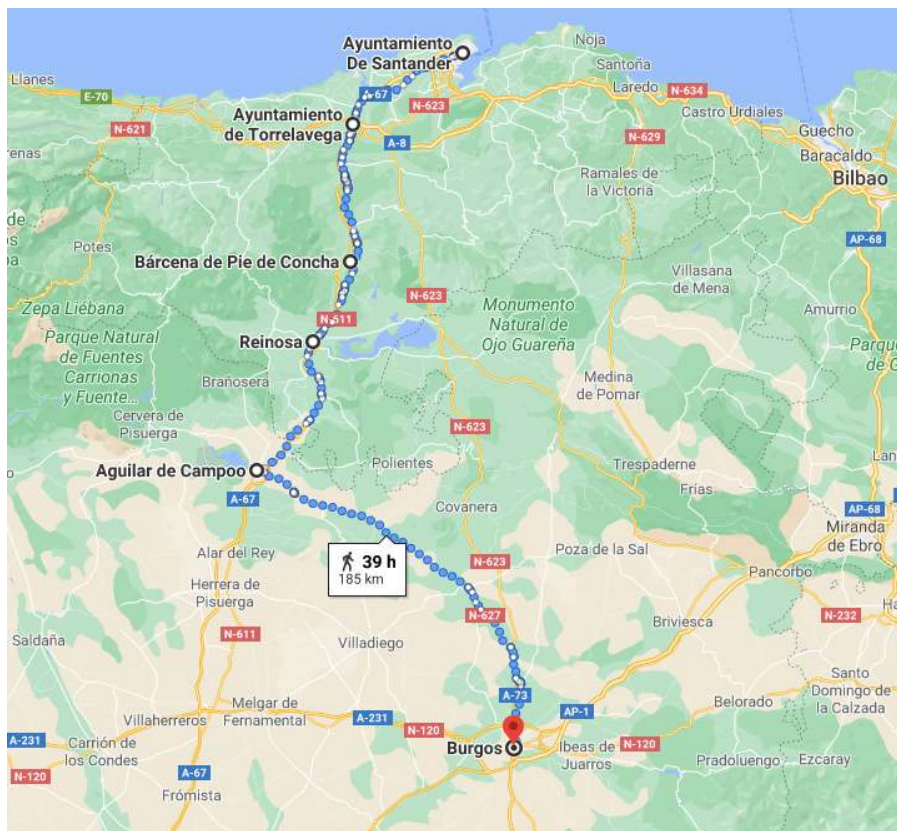 Ayuntamiento
De Santander
Noja
Santoña
Llanes
E-70
A-67
N-623
Laredo
N-634
Castro Urdiales
Ayuntamiento
de Torrelavega
N-621
A-8
N-629
Guecho
Baracaldo
Bilbao
Ramales de
la Victoria
AP-68
Potes
Bárcena de Pie de Concha
Villasana
de Mena
Zepa Liébana
N-623
Monumento
Natural de
Ojo Guareña
Amurrio
N-611
Parque Natural
de Fuentes
Carrionas
y Fuente...
Reinosa
Brañosera
Medina
de Pomar
Cervera de
Pisuerga
N-623
Aguilar de Campoo
Polientes
Trespaderne
Frías
A-67
Covanera
AP-68
Miranda
de Ebro
Alar del Rey
39 h
185 km
N-623
Poza de la Sal
Pancorbo
Herrera de
Pisuerga
N-627
N-232
N-611
Villadiego
Briviesca
Saldaña
A-73
Santo
Domingo de
la Calzada
Melgar de
Fernamental
Belorado
Villaherreros
A-231
AP-1
A-231
Carrión de
los Condes
N-120
Burgos
Ibeas de
Juarros
N-120
N-120
Pradoluengo
Ezcaray
A-67
Frómista